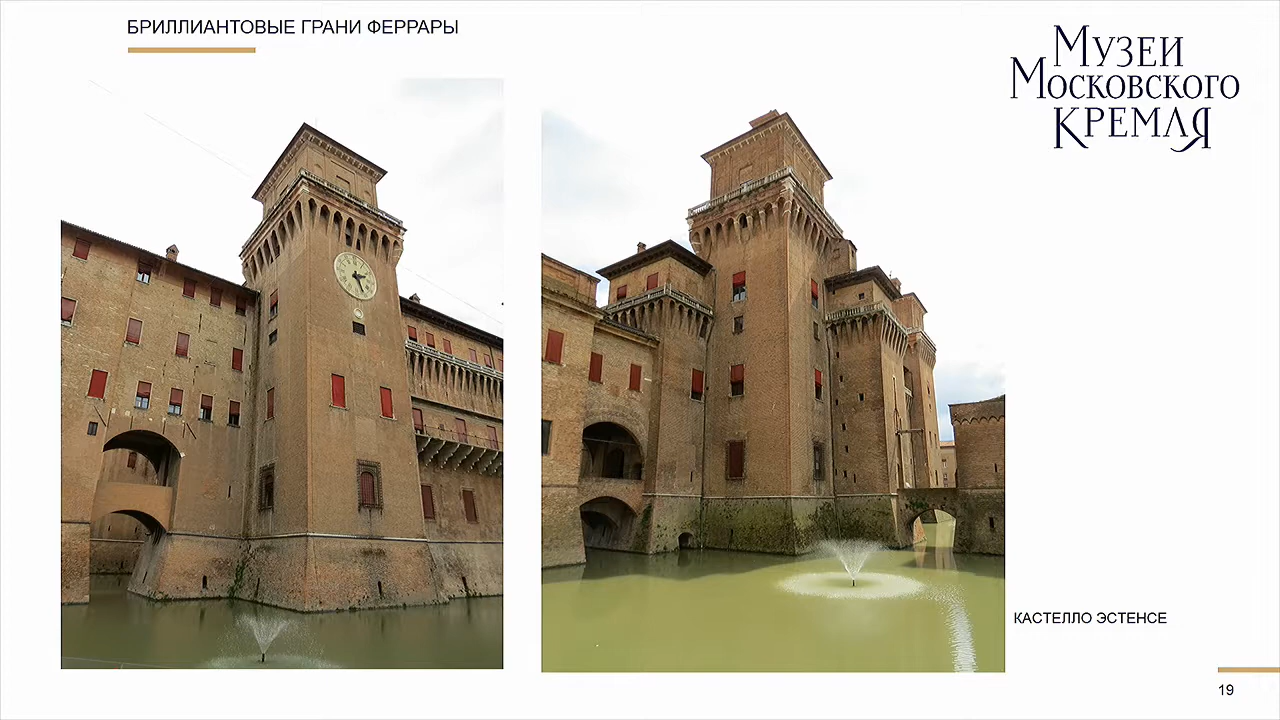 БРИЛЛИАНТОВЫЕ ГРАНИ ФЕРРАРЫ
МУЗЕИ
МОСКОВСКОГО
КРЕМЛЯ
КАСТЕЛЛО ЭСТЕНСЕ
19